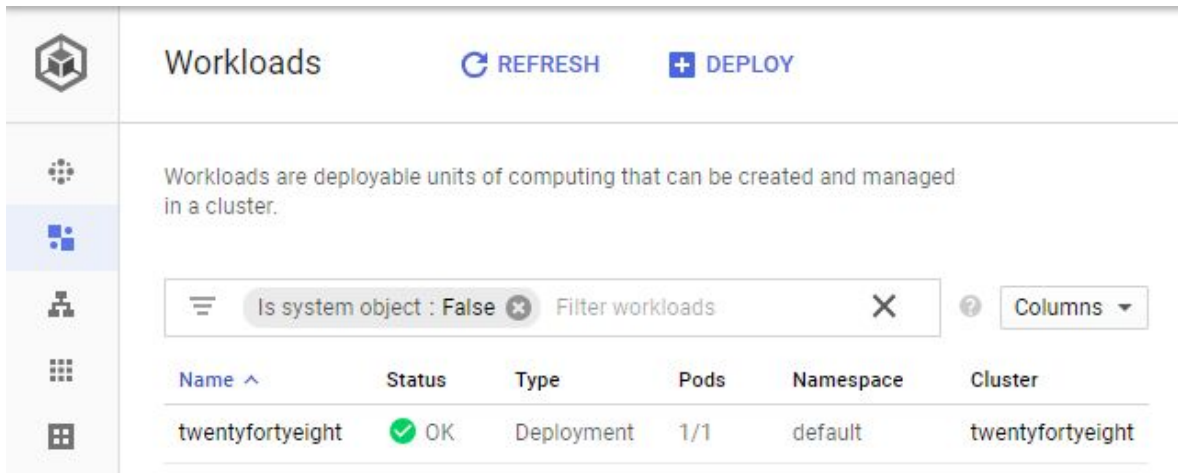 Workloads REFRESH DEPLOY
Workloads are deployable units of computing that can be created and managed
in a cluster.
Is system object : False Filter workloads Columns
Name Status Type Pods Namespace Cluster
twentyfortyeight OK Deployment 1/1 default twentyfortyeight